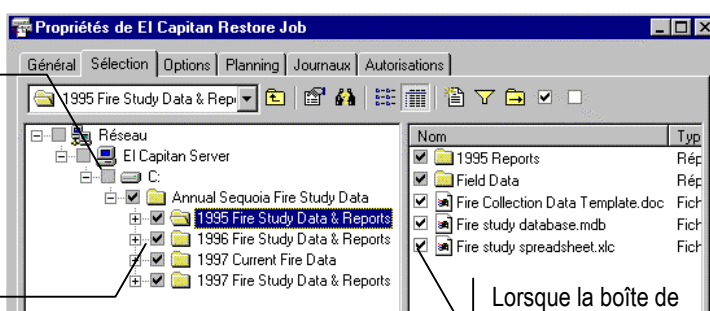 Propriétés de El Capitan Restore Job
Général Sélection Options Planning Journaux Autorisations
1995 Fire Study Data & Repo
Réseau
El Capitan Server
C:
Annual Sequoia Fire Study Data
1995 Fire Study Data & Reports
1996 Fire Study Data & Reports
1997 Current Fire Data
1997 Fire Study Data & Reports
Nom Typ
1995 Reports Rép
Field Data Rép
Fire Collection Data Template.doc Fich
Fire study database.mdb Fich
Fire study spreadsheet.xlc Fich
Lorsque la boîte de